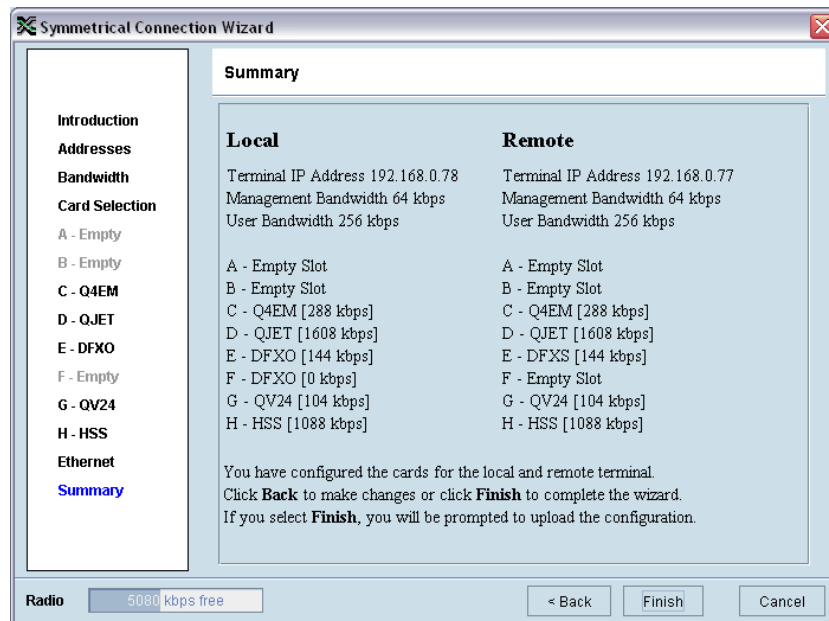 Symmetrical Connection Wizard
Summary
Introduction
Addresses
Bandwidth
Card Selection
A - Empty
B - Empty
C - Q4EM
D - QJET
E - DFXO
F - Empty
G - QV24
H - HSS
Ethernet
Summary
Local
Terminal IP Address 192.168.0.78
Management Bandwidth 64 kbps
User Bandwidth 256 kbps
A - Empty Slot
B - Empty Slot
C - Q4EM [288 kbps]
D - QJET [1608 kbps]
E - DFXO [144 kbps]
F - DFXO [0 kbps]
G - QV24 [104 kbps]
H - HSS [1088 kbps]
Remote
Terminal IP Address 192.168.0.77
Management Bandwidth 64 kbps
User Bandwidth 256 kbps
A - Empty Slot
B - Empty Slot
C - Q4EM [288 kbps]
D - QJET [1608 kbps]
E - DFXS [144 kbps]
F - Empty Slot
G - QV24 [104 kbps]
H - HSS [1088 kbps]
You have configured the cards for the local and remote terminal.
Click Back to make changes or click Finish to complete the wizard.
If you select Finish, you will be prompted to upload the configuration.
Radio
5080 kbps free
< Back
Finish
Cancel